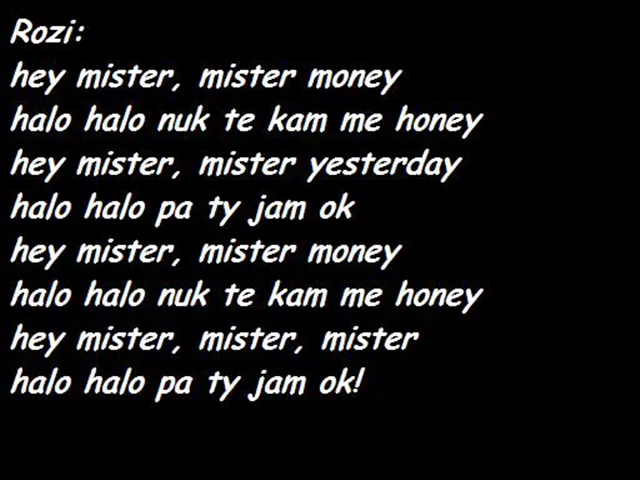 Rozi:
hey mister, mister money
halo halo nuk te kam me honey
hey mister, mister yesterday
halo halo pa ty jam ok
hey mister, mister money
halo halo nuk te kam me honey
hey mister, mister, mister
halo halo pa ty jam ok!